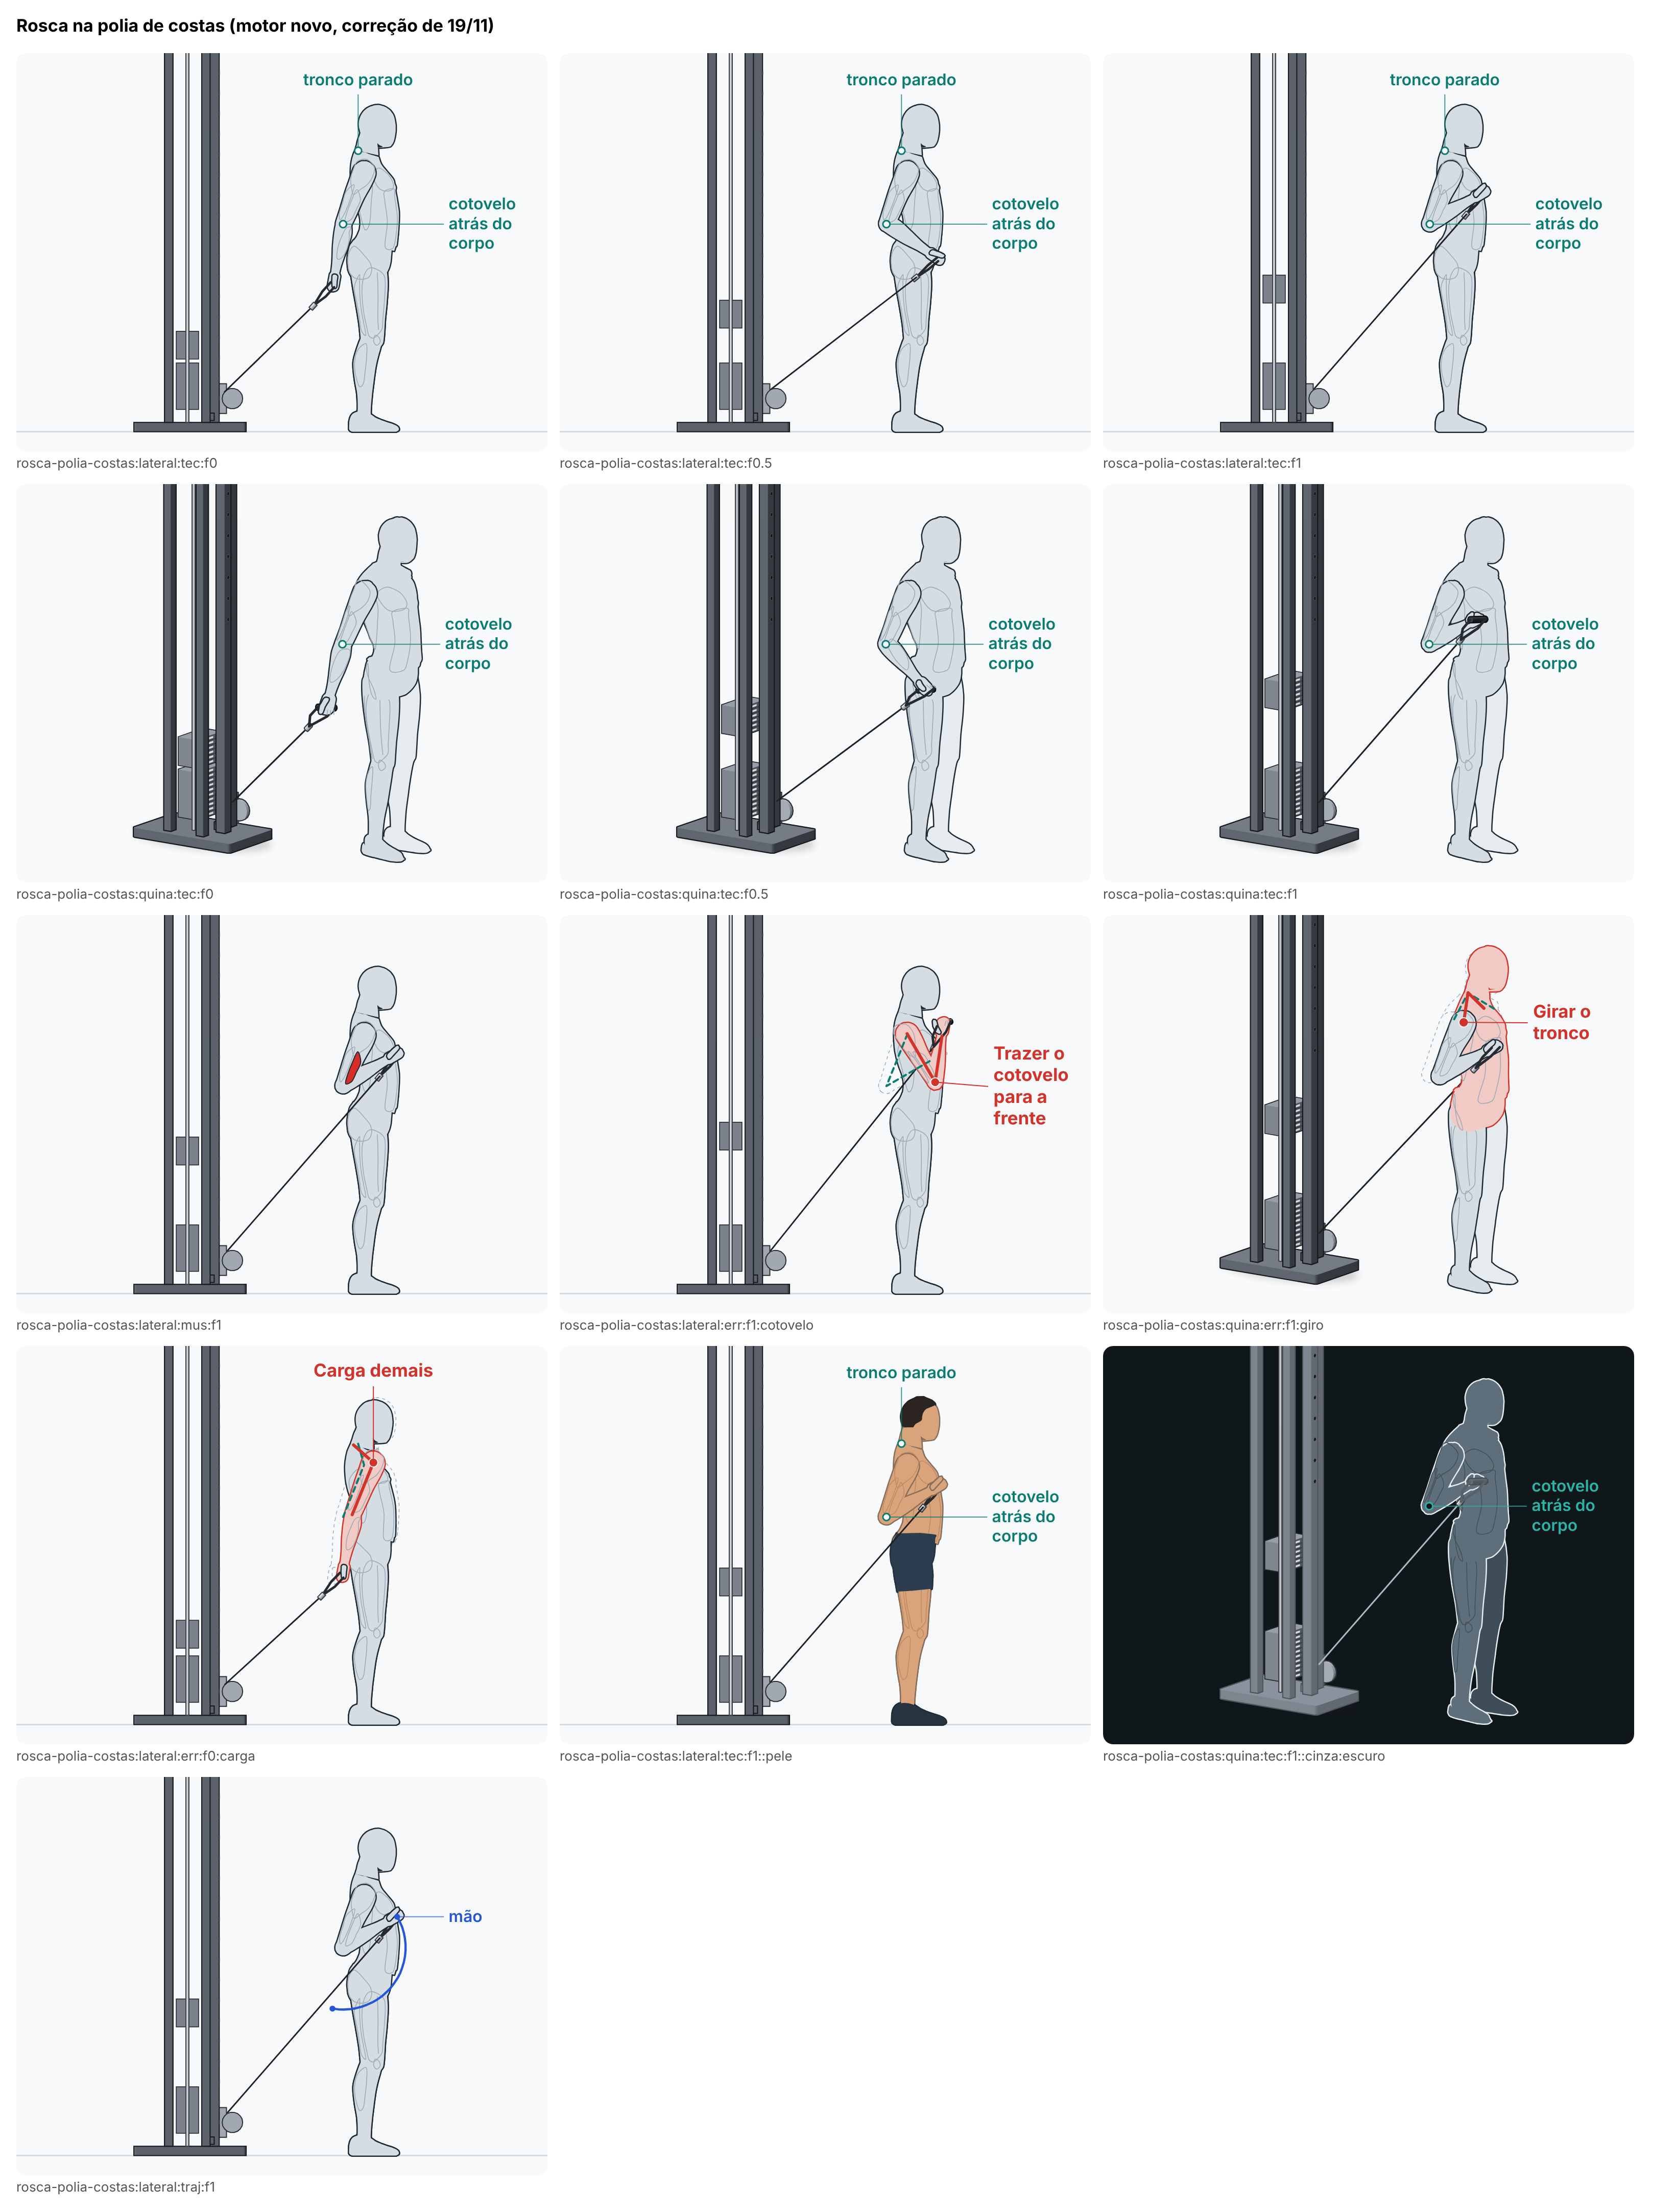 Rosca na polia de costas (motor novo, correção de 19/11)
tronco parado
cotovelo
atrás do
corpo
rosca-polia-costas:lateral:tec:f0
tronco parado
cotovelo
atrás do
corpo
rosca-polia-costas:lateral:tec:f0.5
tronco parado
cotovelo
atrás do
corpo
rosca-polia-costas:lateral:tec:f1
cotovelo
atrás do
corpo
rosca-polia-costas:quina:tec:f0
cotovelo
atrás do
corpo
rosca-polia-costas:quina:tec:f0.5
cotovelo
atrás do
corpo
rosca-polia-costas:quina:tec:f1
rosca-polia-costas:lateral:mus:f1
Trazer o
cotovelo
para a
frente
rosca-polia-costas:lateral:err:f1:cotovelo
Girar o
tronco
rosca-polia-costas:quina:err:f1:giro
Carga demais
rosca-polia-costas:lateral:err:f0:carga
tronco parado
cotovelo
atrás do
corpo
rosca-polia-costas:lateral:tec:f1::pele
cotovelo
atrás do
corpo
rosca-polia-costas:quina:tec:f1::cinza:escuro
mão
rosca-polia-costas:lateral:traj:f1